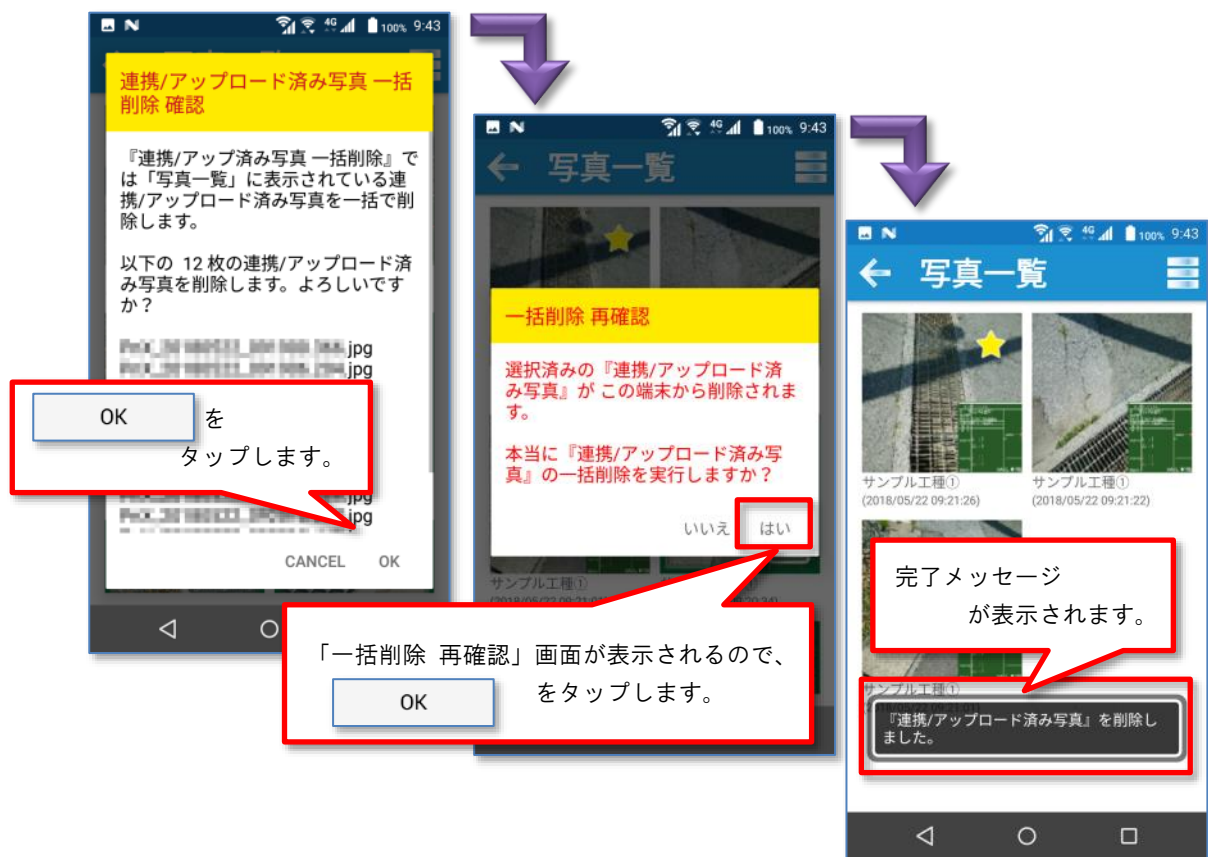 4G 100% 9:43
連携/アップロード済み写真 一括
削除 確認
『連携/アップ済み写真 一括削除』で
は「写真一覧」に表示されている連
携/アップロード済み写真を一括で削
除します。
以下の 12 枚の連携/アップロード済
み写真を削除します。よろしいです
か？
.jpg
.jpg
OK を
タップします。
.jpg
.jpg
CANCEL OK
4G 100% 9:43
写真一覧
一括削除 再確認
選択済みの『連携/アップロード済
み写真』が この端末から削除されま
す。
本当に『連携/アップロード済み写
真』の一括削除を実行しますか？
いいえ はい
サンプル工種①
「一括削除 再確認」画面が表示されるので、
OK をタップします。
4G 100% 9:43
写真一覧
サンプル工種①
(2018/05/22 09:21:26)
サンプル工種①
(2018/05/22 09:21:22)
完了メッセージ
が表示されます。
サンプル工種①
(2018/05/22 09:21:01)
『連携/アップロード済み写真』を削除し
ました。